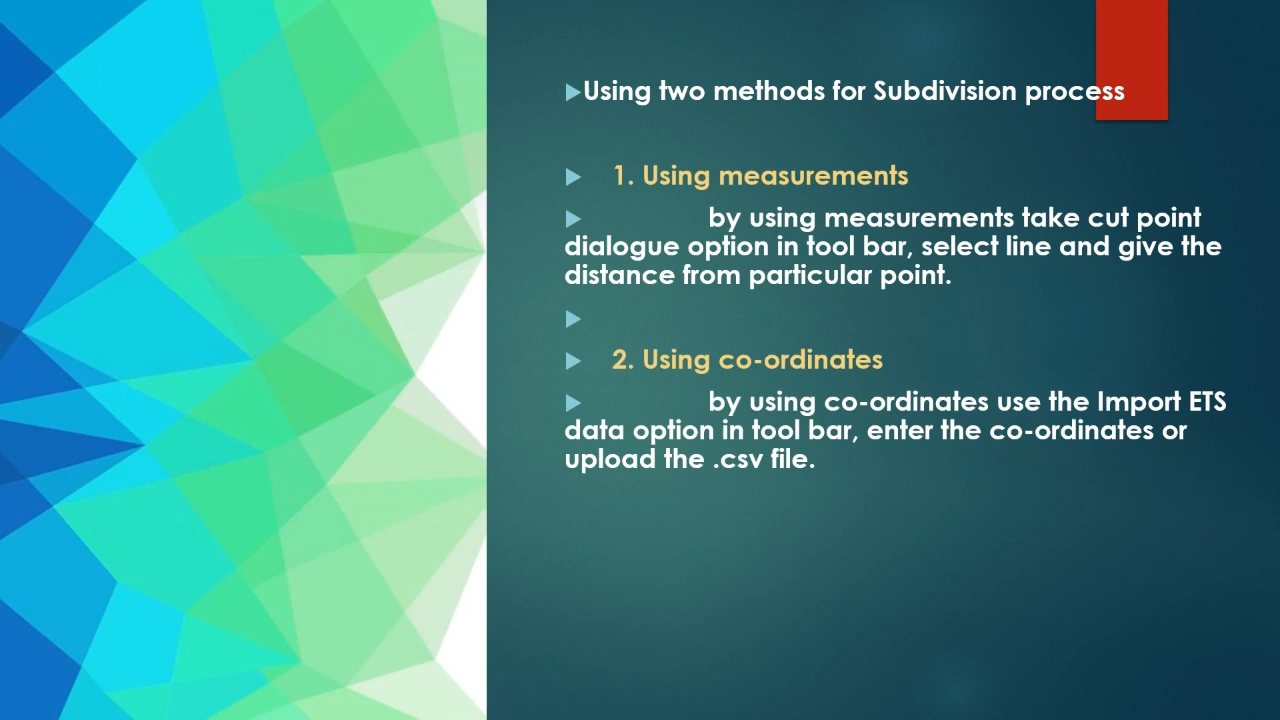 Using two methods for Subdivision process
1. Using measurements
by using measurements take cut point
dialogue option in tool bar, select line and give the
distance from particular point.
2. Using co-ordinates
by using co-ordinates use the Import ETS
data option in tool bar, enter the co-ordinates or
upload the .csv file.